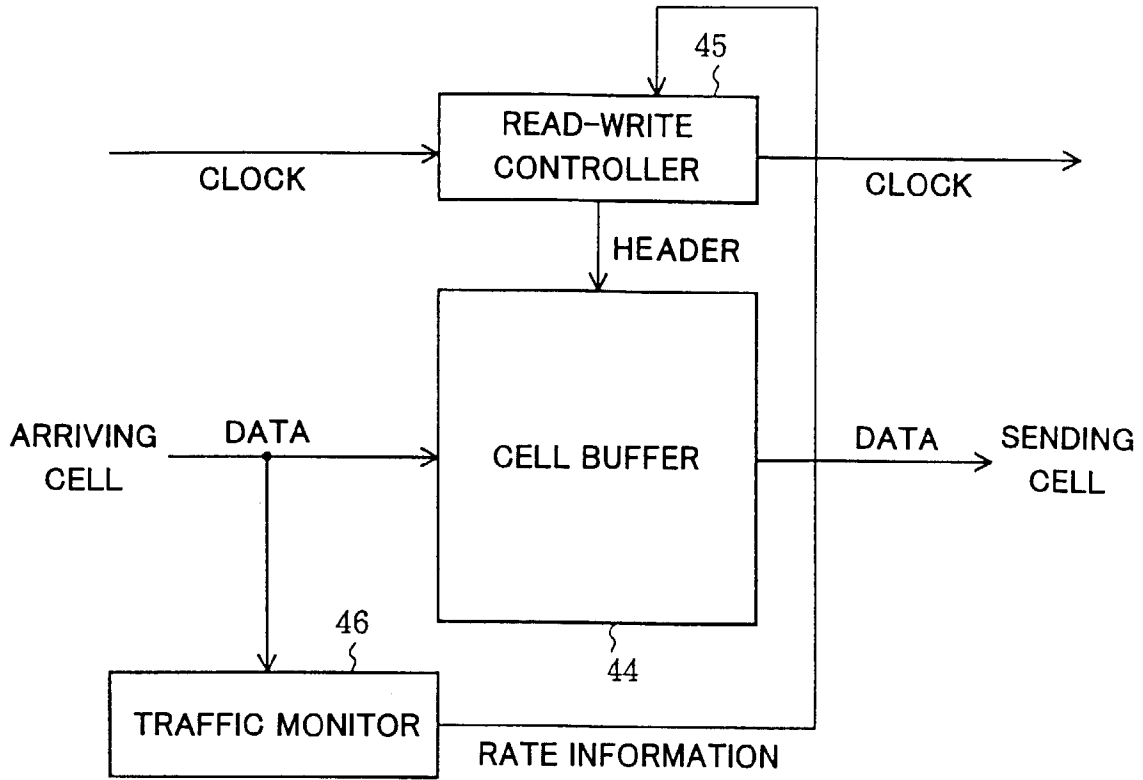 45
READ-WRITE
CONTROLLER
CLOCK
CLOCK
HEADER
ARRIVING
CELL
DATA
CELL BUFFER
DATA
SENDING
CELL
46
44
TRAFFIC MONITOR
RATE INFORMATION